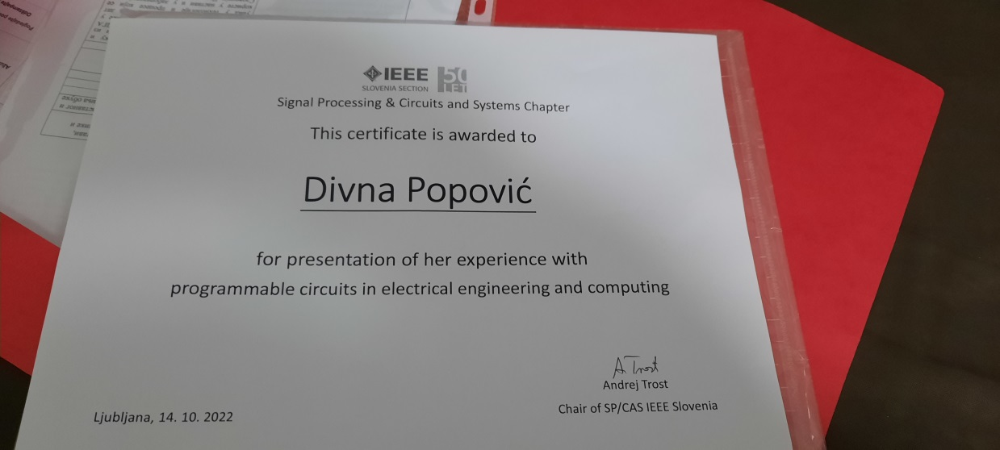 IEEE
SLOVENIA SECTION
50
LET
Signal Processing & Circuits and Systems Chapter
This certificate is awarded to
Divna Popović
for presentation of her experience with
programmable circuits in electrical engineering and computing
A Trost
Andrej Trost
Chair of SP/CAS IEEE Slovenia
Ljubljana, 14. 10. 2022